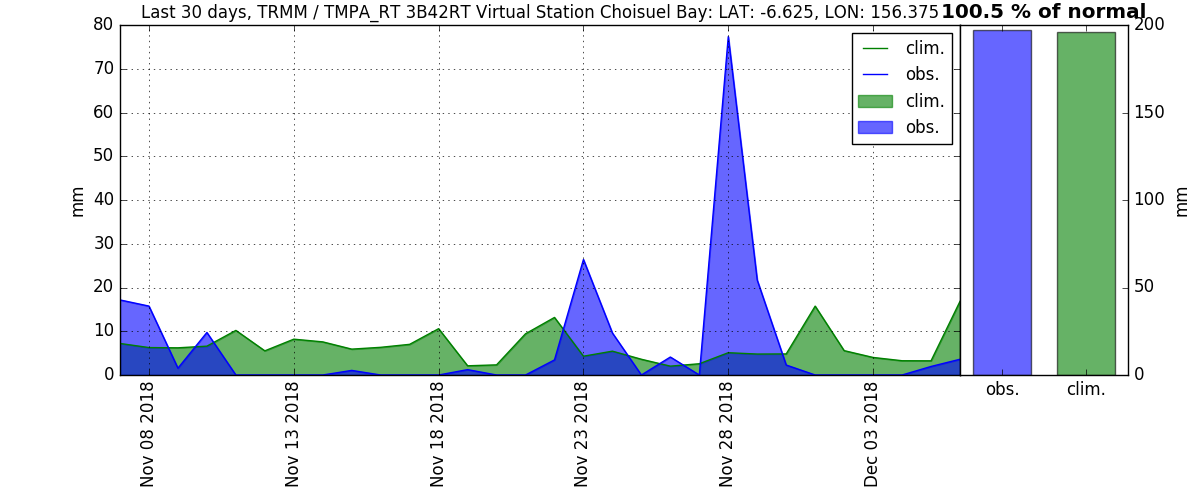 Last 30 days, TRMM / TMPA_RT 3B42RT Virtual Station Choisuel Bay: LAT: -6.625, LON: 156.375
100.5 % of normal
80
70
60
50
40
30
20
10
0
mm
clim.
obs.
clim.
obs.
200
150
100
50
0
mm
Nov 08 2018
Nov 13 2018
Nov 18 2018
Nov 23 2018
Nov 28 2018
Dec 03 2018
obs.
clim.